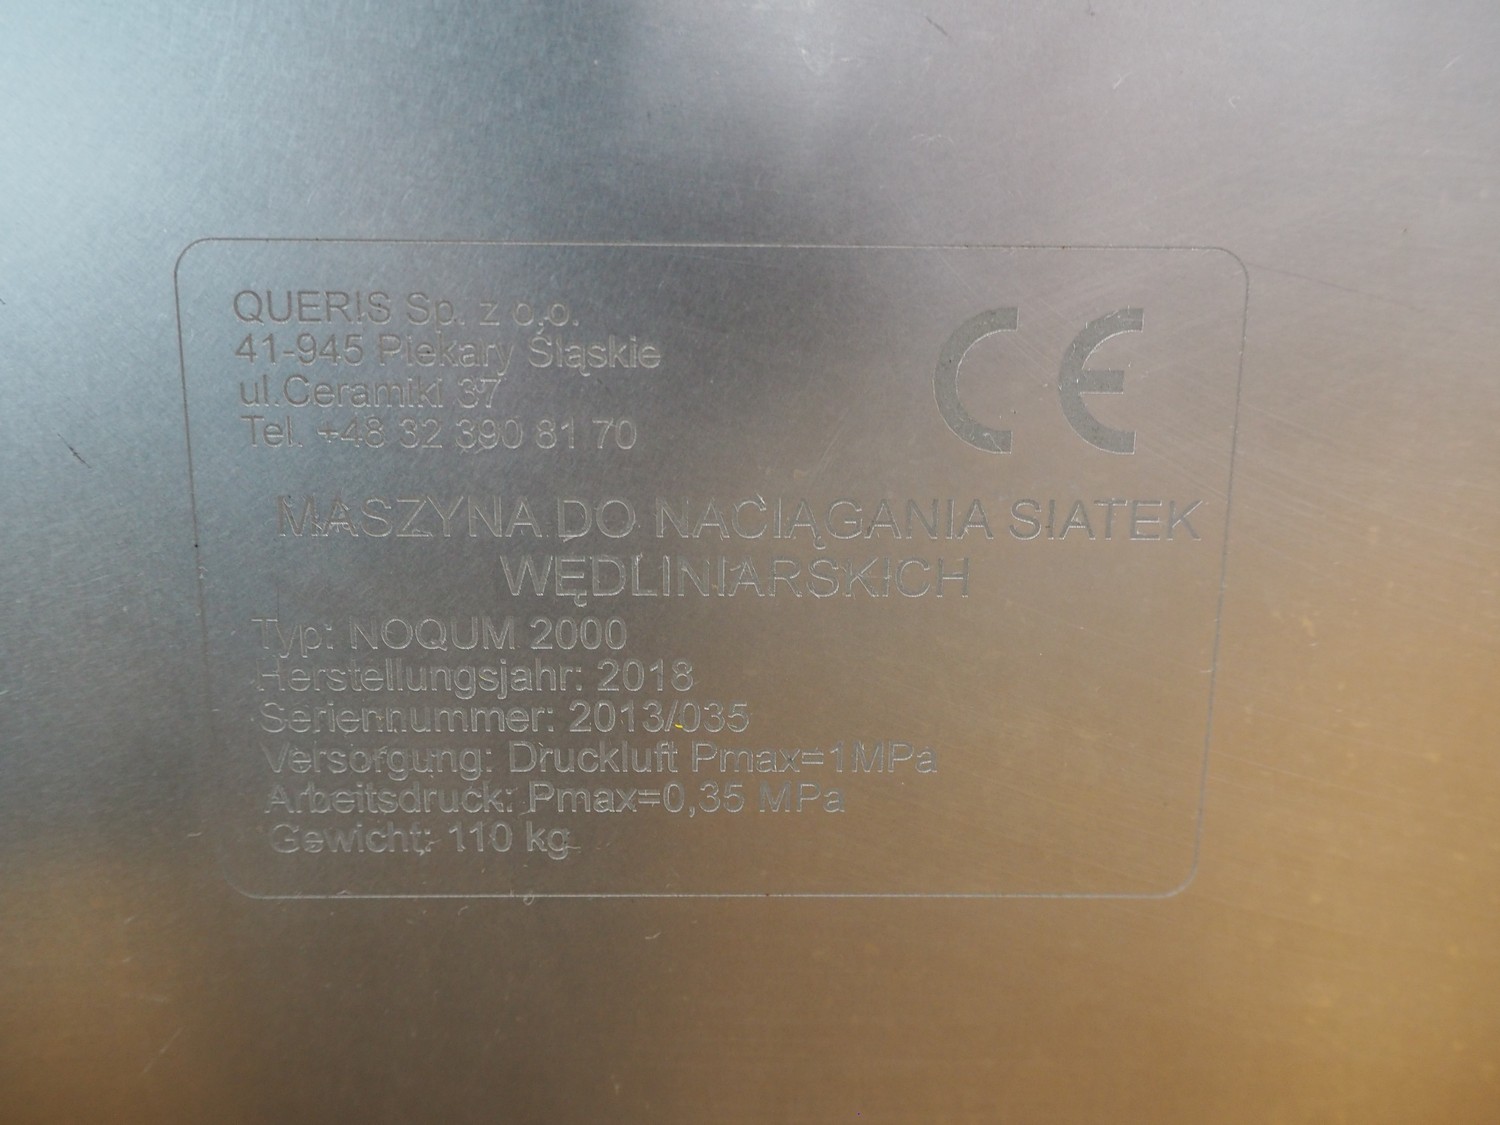 QUERIS Sp. z o.o.
41-945 Piekary Śląskie
ul.Ceramiki 37
Tel. +48 32 390 81 70
CE
MASZYNA DO NACIĄGANIA SIATEK
WĘDLINIARSKICH
Typ: NOQUM 2000
Herstellungsjahr: 2018
Seriennummer: 2013/035
Versorgung: Druckluft Pmax=1MPa
Arbeitsdruck: Pmax=0,35 MPa
Gewicht: 110 kg